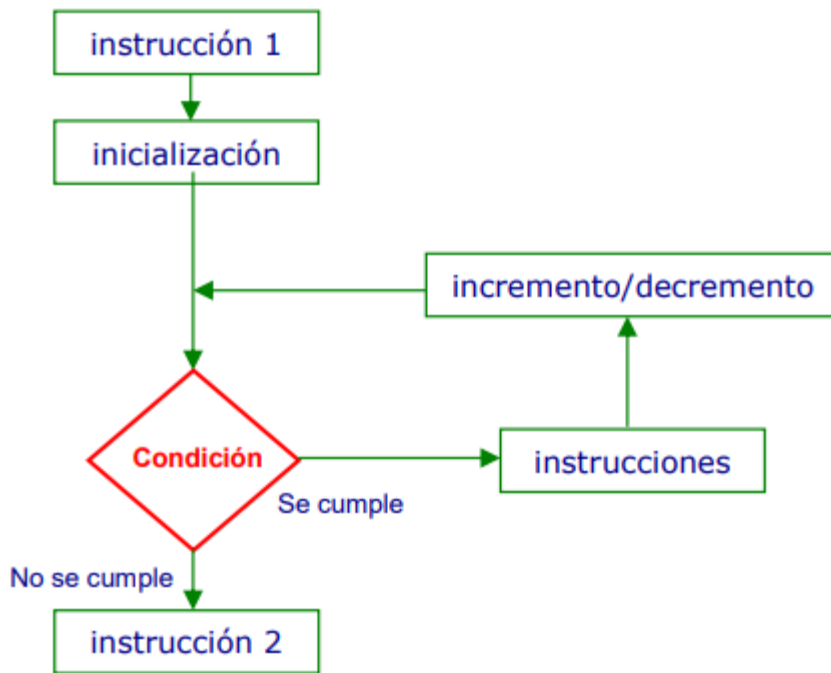 instrucción 1
inicialización
incremento/decremento
Condición
instrucciones
Se cumple
No se cumple
instrucción 2